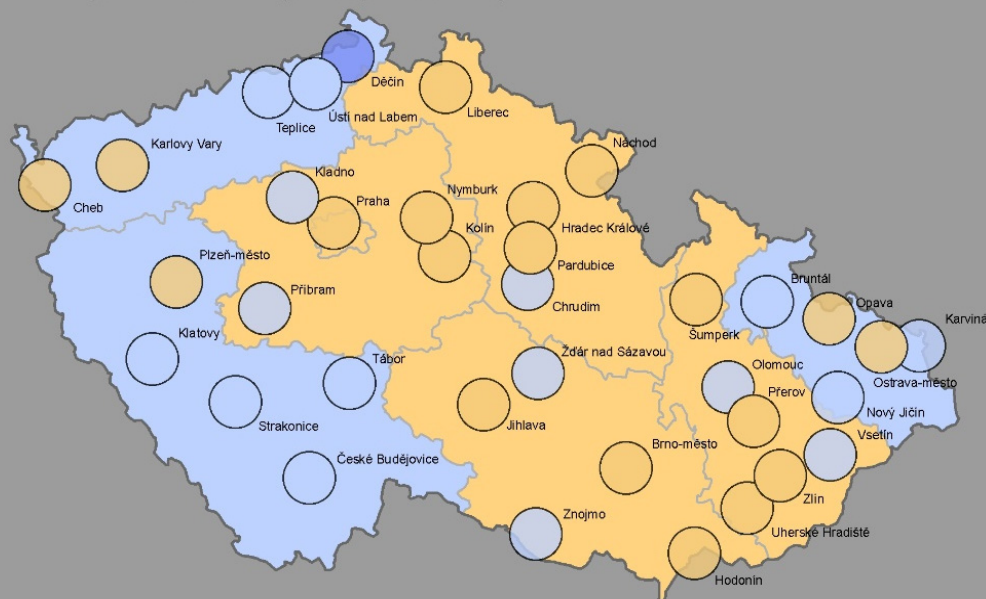 Děčín
Ústí nad Labem
Teplice
Liberec
Karlovy Vary
Náchod
Kladno
Cheb
Praha
Nymburk
Kolín
Hradec Králové
Plzeň-město
Pardubice
Bruntál
Příbram
Chrudim
Opava
Karviná
Klatovy
Šumperk
Tábor
Žďár nad Sázavou
Olomouc
Ostrava-město
Přerov
Nový Jičín
Strakonice
Jihlava
Vsetín
Brno-město
České Budějovice
Zlín
Znojmo
Uherské Hradiště
Hodonín